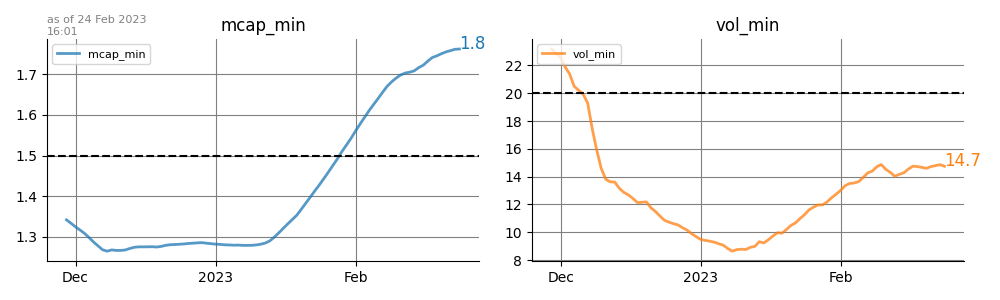 as of 24 Feb 2023
16:01
mcap_min
mcap_min
1.8
1.7
1.6
1.5
1.4
1.3
Dec
2023
Feb
vol_min
vol_min
22
20
18
16
14
12
10
8
14.7
Dec
2023
Feb